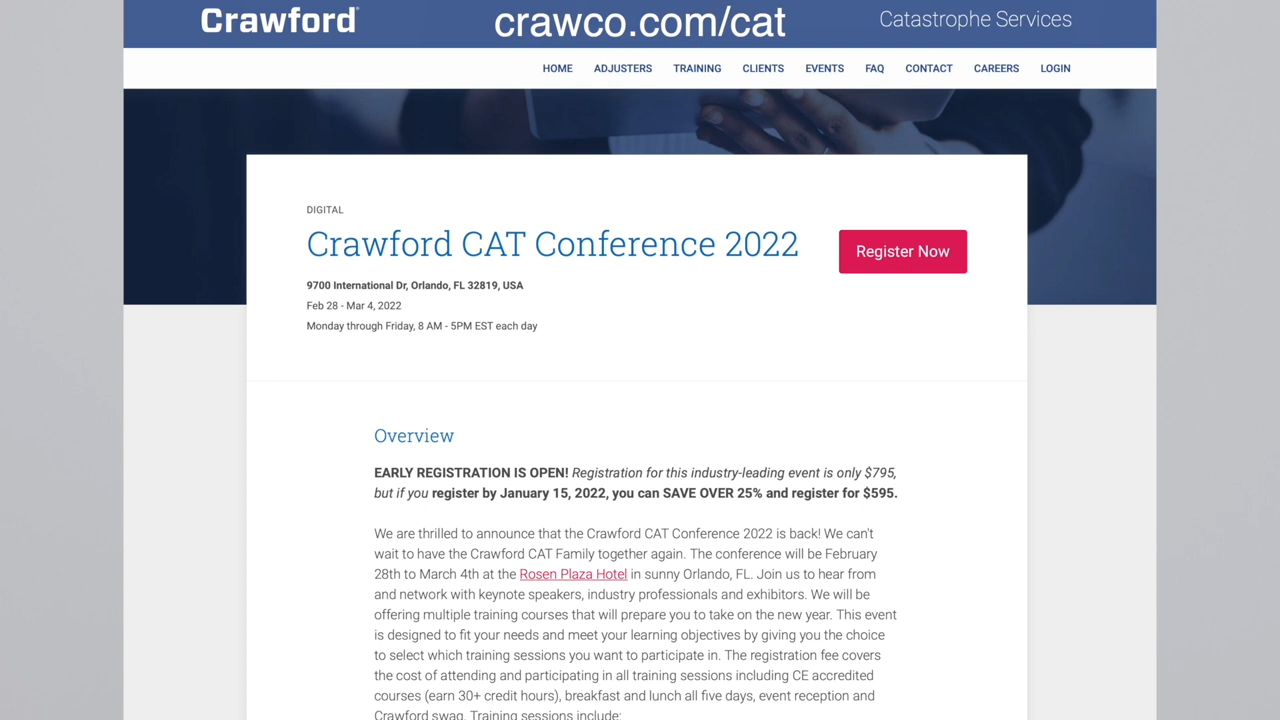 Crawford
crawco.com/cat
Catastrophe Services
HOME ADJUSTERS TRAINING CLIENTS EVENTS FAQ CONTACT CAREERS LOGIN
DIGITAL
Crawford CAT Conference 2022
Register Now
9700 International Dr, Orlando, FL 32819, USA
Feb 28 - Mar 4, 2022
Monday through Friday, 8 AM - 5PM EST each day
Overview
EARLY REGISTRATION IS OPEN! Registration for this industry-leading event is only $795,
but if you register by January 15, 2022, you can SAVE OVER 25% and register for $595.
We are thrilled to announce that the Crawford CAT Conference 2022 is back! We can't
wait to have the Crawford CAT Family together again. The conference will be February
28th to March 4th at the Rosen Plaza Hotel in sunny Orlando, FL. Join us to hear from
and network with keynote speakers, industry professionals and exhibitors. We will be
offering multiple training courses that will prepare you to take on the new year. This event
is designed to fit your needs and meet your learning objectives by giving you the choice
to select which training sessions you want to participate in. The registration fee covers
the cost of attending and participating in all training sessions including CE accredited
courses (earn 30+ credit hours), breakfast and lunch all five days, event reception and
Crawford swag. Training sessions include: